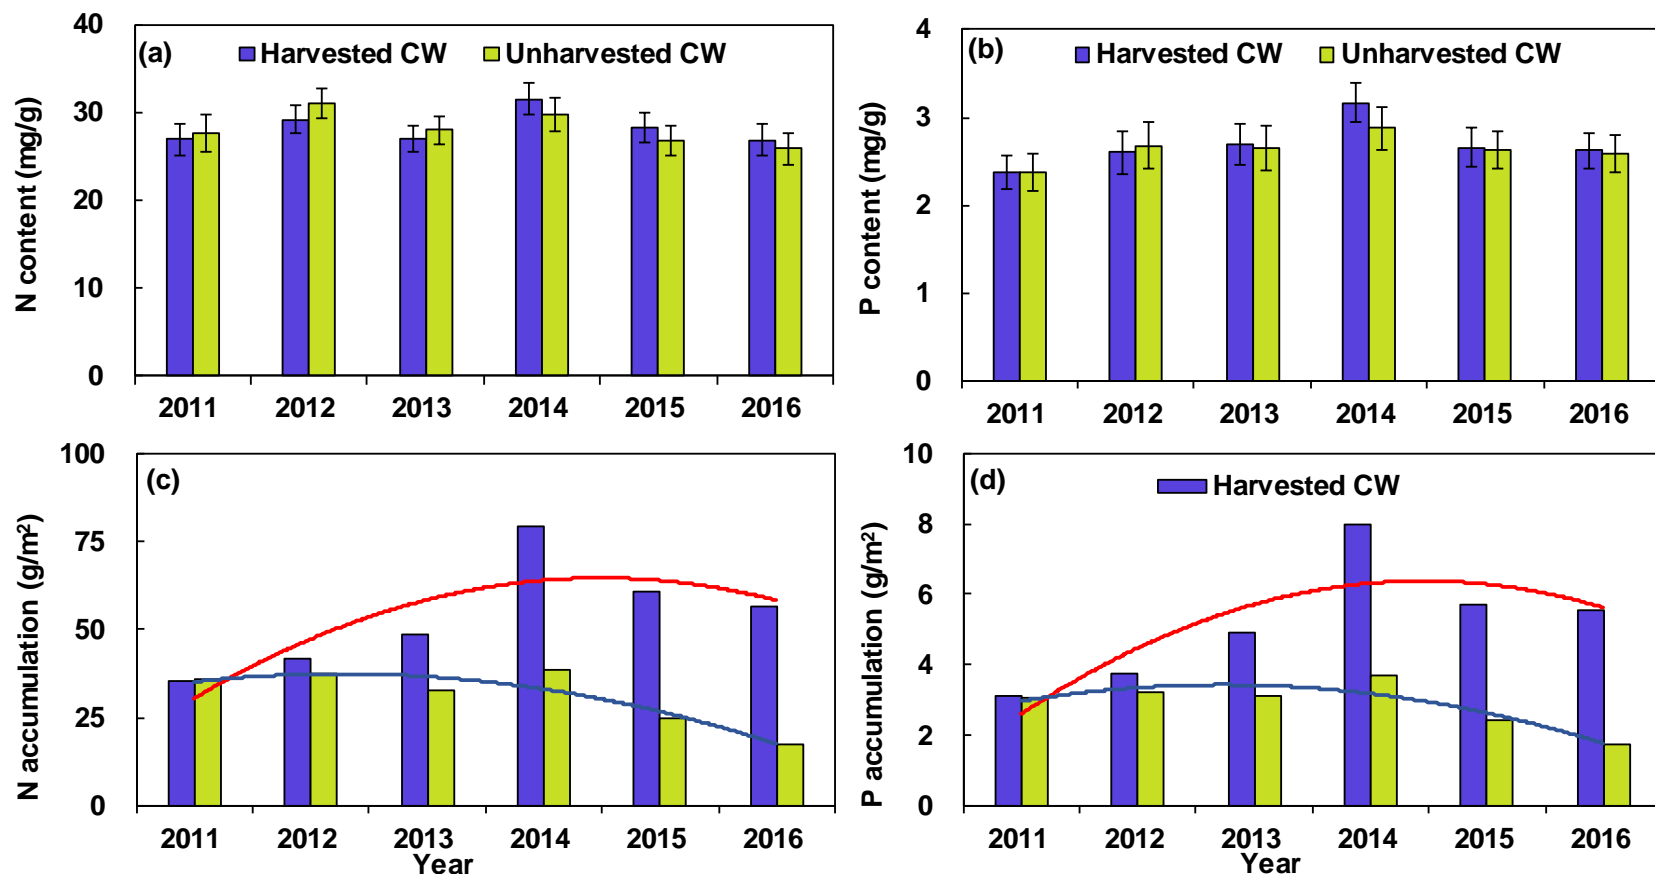 (a) Harvested CW Unharvested CW
N content (mg/g)
40
30
20
10
0
2011 2012 2013 2014 2015 2016
(b) Harvested CW Unharvested CW
P content (mg/g)
4
3
2
1
0
2011 2012 2013 2014 2015 2016
(c)
N accumulation (g/m²)
100
75
50
25
0
2011 2012 2013 2014 2015 2016
Year
(d) Harvested CW
P accumulation (g/m²)
10
8
6
4
2
0
2011 2012 2013 2014 2015 2016
Year